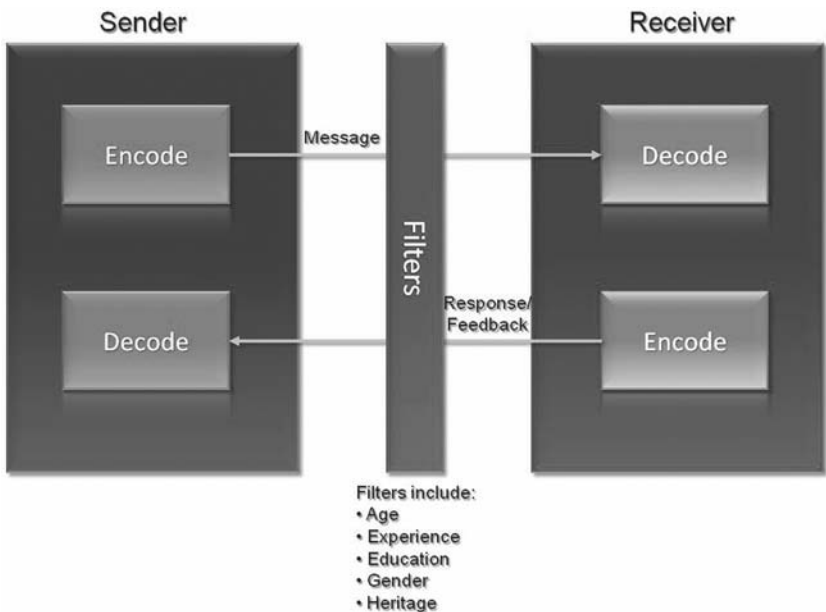 Sender
Receiver
Encode
Message
Decode
Filters
Response/
Feedback
Decode
Encode
Filters include:
• Age
• Experience
• Education
• Gender
• Heritage